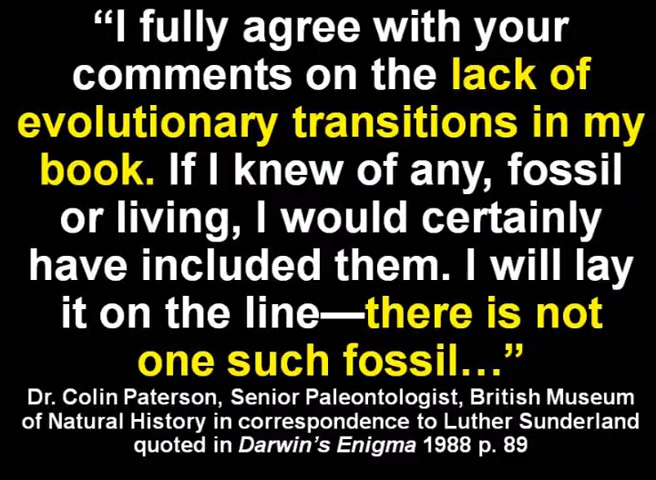 “I fully agree with your
comments on the lack of
evolutionary transitions in my
book. If I knew of any, fossil
or living, I would certainly
have included them. I will lay
it on the line—there is not
one such fossil…”
Dr. Colin Paterson, Senior Paleontologist, British Museum
of Natural History in correspondence to Luther Sunderland
quoted in Darwin’s Enigma 1988 p. 89